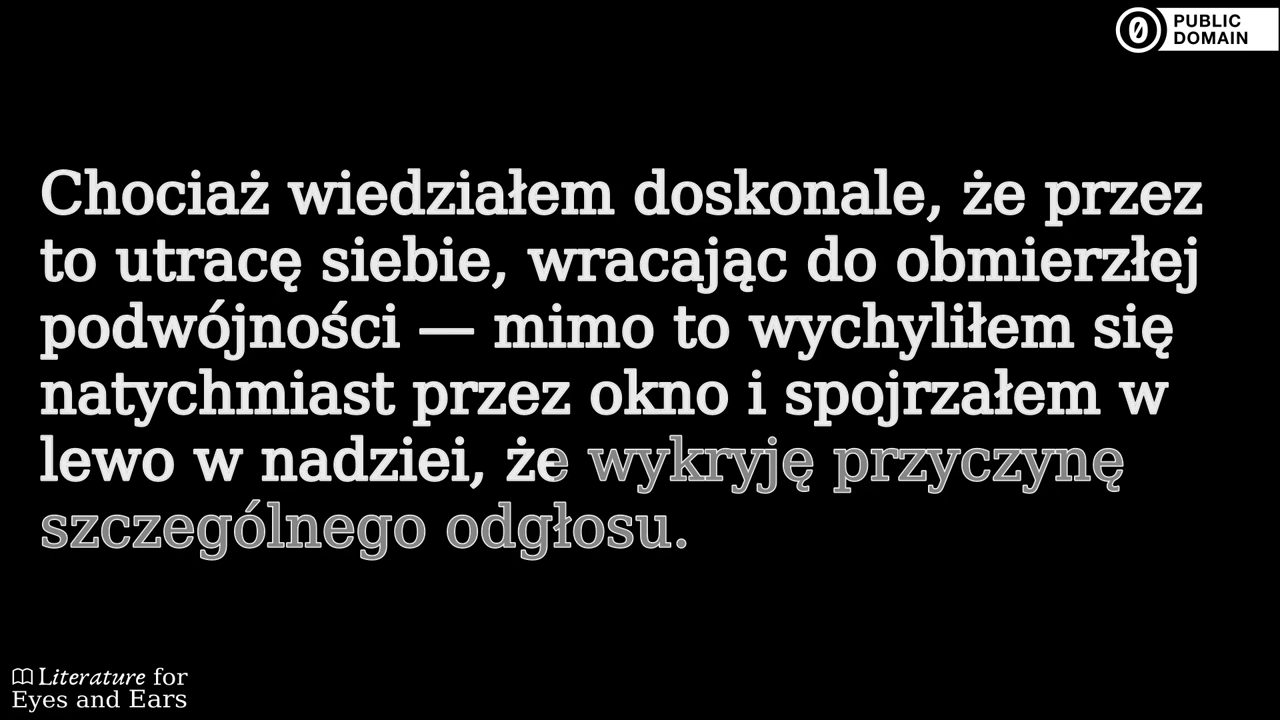 PUBLIC
DOMAIN
Chociaż wiedziałem doskonale, że przez
to utracę siebie, wracając do obmierzłej
podwójności — mimo to wychyliłem się
natychmiast przez okno i spojrzałem w
lewo w nadziei, że wykryję przyczynę
szczególnego odgłosu.
Literature for
Eyes and Ears